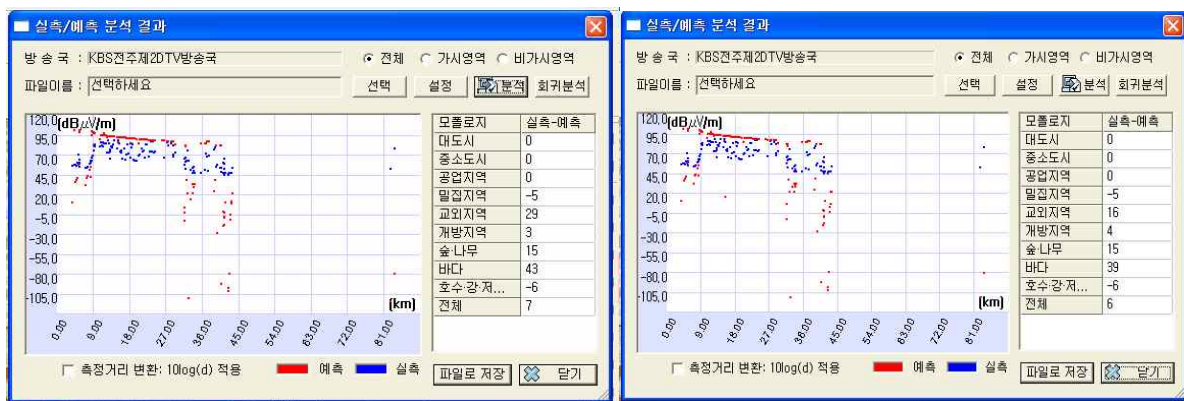 실측/예측 분석 결과
방 송 국 : KBS전주제2DTV방송국
전체 가시영역 비가시영역
파일이름 : 선택하세요
선택 설정 분석 회귀분석
120,0 (dBμV/m)
95,0
70,0
45,0
20,0
-5,0
-30,0
-55,0
-80,0
-105,0
(km)
0.00 9.00 18.00 27.00 36.00 45.00 54.00 63.00 72.00 81.00
모폴로지 실측-예측
대도시 0
중소도시 0
공업지역 0
밀집지역 -5
교외지역 29
개방지역 3
숲·나무 15
바다 43
호수·강·저... -6
전체 7
측정거리 변환: 10log(d) 적용 예측 실측
파일로 저장 닫기
실측/예측 분석 결과
방 송 국 : KBS전주제2DTV방송국
전체 가시영역 비가시영역
파일이름 : 선택하세요
선택 설정 분석 회귀분석
120,0 (dBμV/m)
95,0
70,0
45,0
20,0
-5,0
-30,0
-55,0
-80,0
-105,0
(km)
0.00 9.00 18.00 27.00 36.00 45.00 54.00 63.00 72.00 81.00
모폴로지 실측-예측
대도시 0
중소도시 0
공업지역 0
밀집지역 -5
교외지역 16
개방지역 4
숲·나무 15
바다 39
호수·강·저... -6
전체 6
측정거리 변환: 10log(d) 적용 예측 실측
파일로 저장 닫기